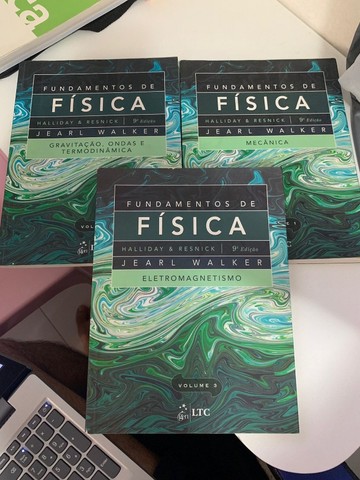 FUNDAMENTOS DE
FÍSICA
HALLIDAY & RESNICK | 9ª Edição
JEARL WALKER
GRAVITAÇÃO, ONDAS E
TERMODINÂMICA
FUNDAMENTOS DE
FÍSICA
HALLIDAY & RESNICK | 9ª Edição
JEARL WALKER
MECÂNICA
FUNDAMENTOS DE
FÍSICA
HALLIDAY & RESNICK | 9ª Edição
JEARL WALKER
ELETROMAGNETISMO
VOLUME 3
LTC